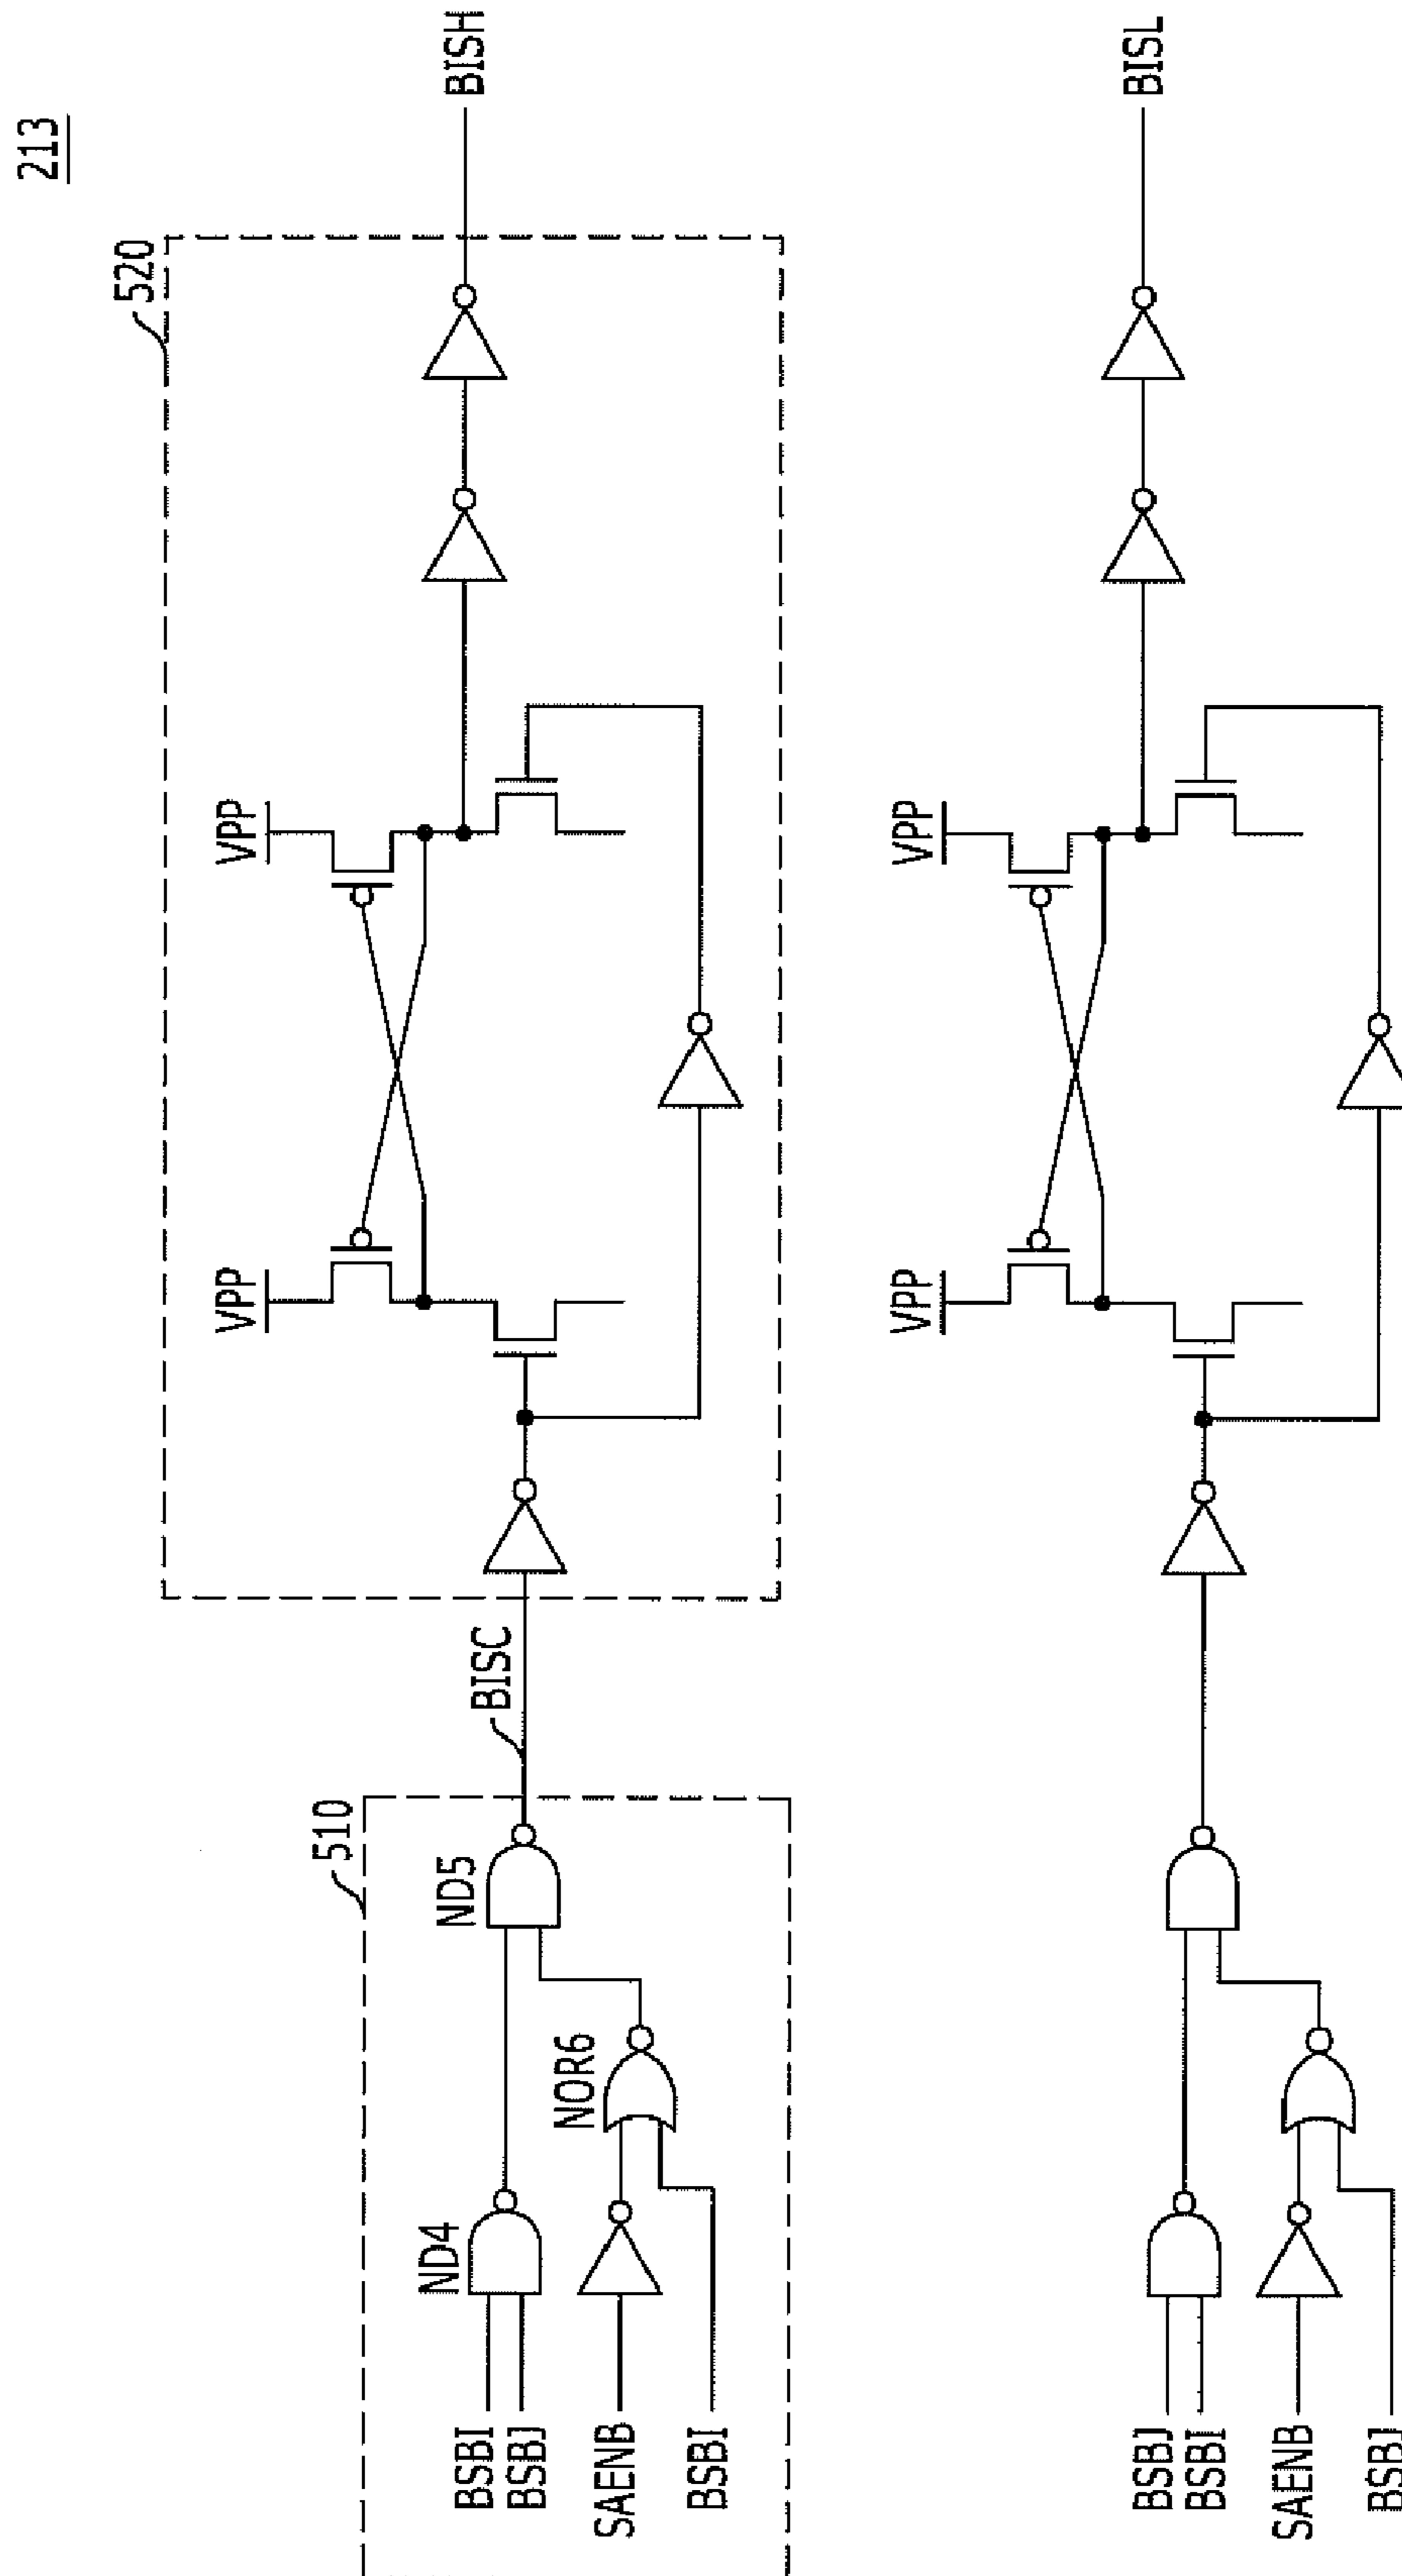 213
520
510
VPP
VPP
BISH
BISC
ND4
ND5
NOR6
BSBI
BSBJ
SAENB
BSBI
VPP
VPP
BISL
BSBJ
BSBI
SAENB
BSBJ